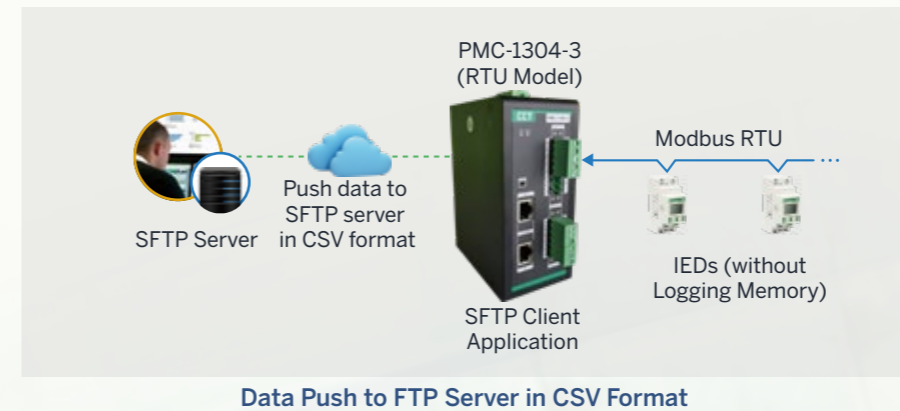 PMC-1304-3
(RTU Model)
CET
Modbus RTU
Push data to
SFTP server
in CSV format
SFTP Server
IEDs (without
Logging Memory)
SFTP Client
Application
Data Push to FTP Server in CSV Format